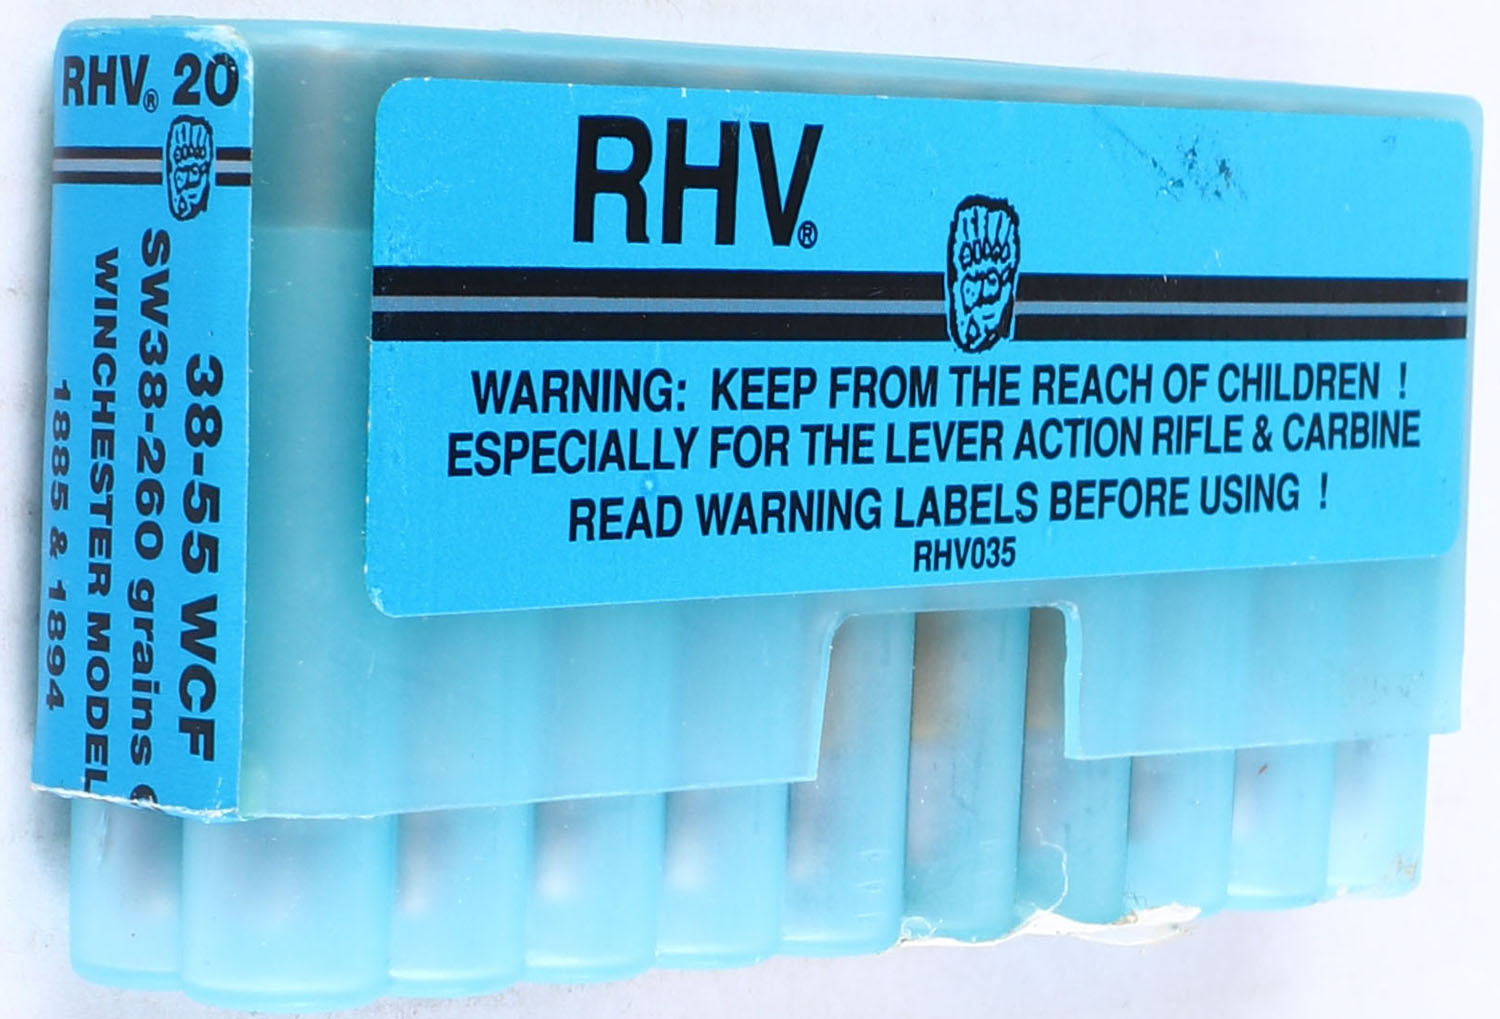 RHV® 20
38-55 WCF
SW38-260 grains
WINCHESTER MODEL
1885 & 1894
RHV®
WARNING: KEEP FROM THE REACH OF CHILDREN !
ESPECIALLY FOR THE LEVER ACTION RIFLE & CARBINE
READ WARNING LABELS BEFORE USING !
RHV035